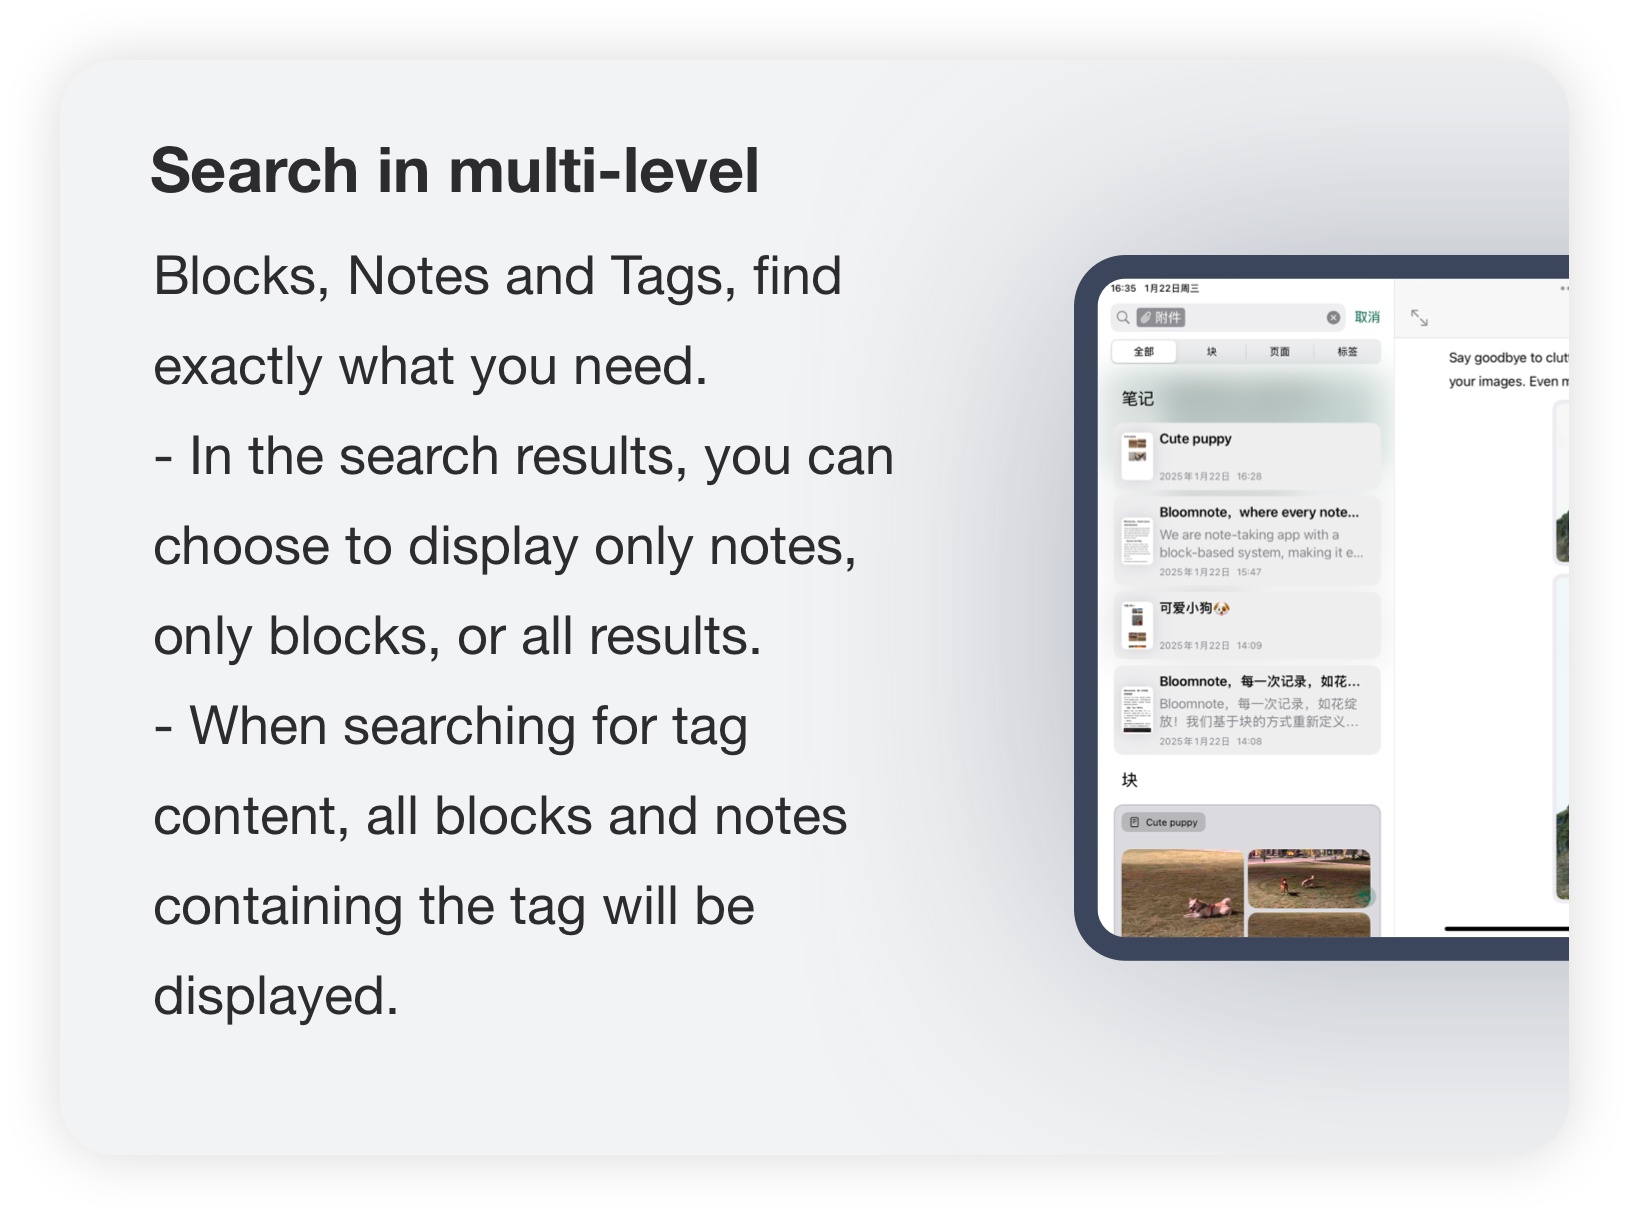 Search in multi-level
Blocks, Notes and Tags, find
exactly what you need.
- In the search results, you can
choose to display only notes,
only blocks, or all results.
- When searching for tag
content, all blocks and notes
containing the tag will be
displayed.
16:35 1月22日周三
附件
取消
全部 块 页面 标签
笔记
Cute puppy
2025年1月22日 16:28
Bloomnote, where every note...
We are note-taking app with a
block-based system, making it e...
2025年1月22日 15:47
可爱小狗🐶
2025年1月22日 14:09
Bloomnote，每一次记录，如花...
Bloomnote，每一次记录，如花绽
放！我们基于块的方式重新定义...
2025年1月22日 14:08
块
Cute puppy
Say goodbye to
your images. Even